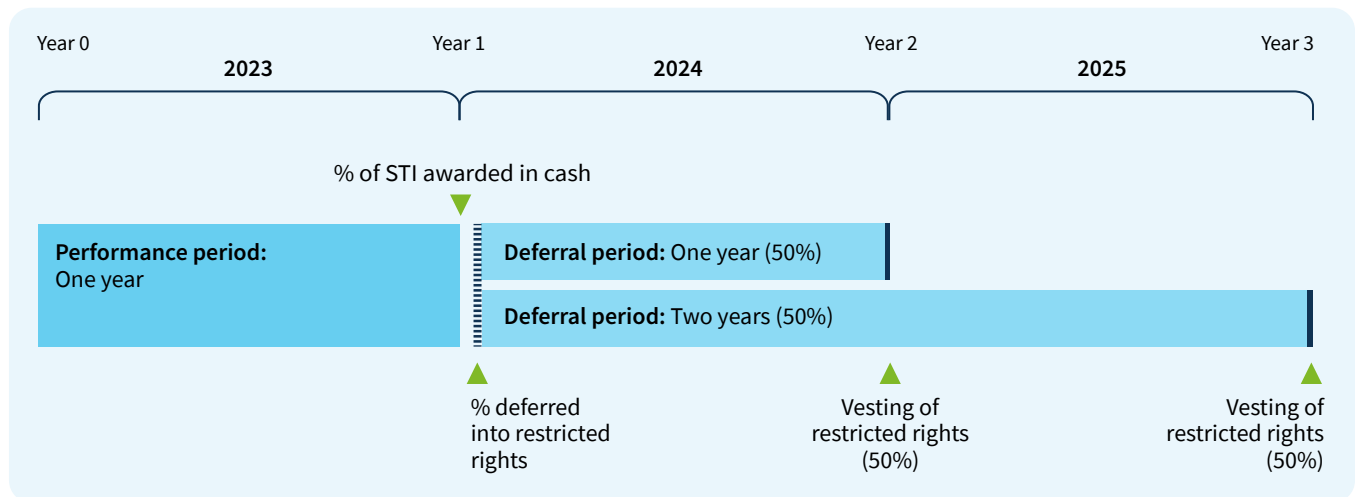 Year 0
Year 1
Year 2
Year 3
2023
2024
2025
% of STI awarded in cash
Performance period:
One year
Deferral period: One year (50%)
Deferral period: Two years (50%)
% deferred
into restricted
rights
Vesting of
restricted rights
(50%)
Vesting of
restricted rights
(50%)